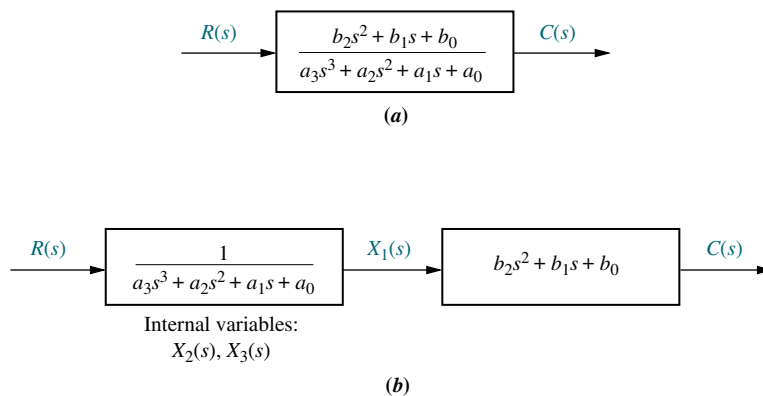 R(s)
b₂s² + b₁s + b₀
a₃s³ + a₂s² + a₁s + a₀
C(s)
(a)
R(s)
1
a₃s³ + a₂s² + a₁s + a₀
X₁(s)
b₂s² + b₁s + b₀
C(s)
Internal variables:
X₂(s), X₃(s)
(b)